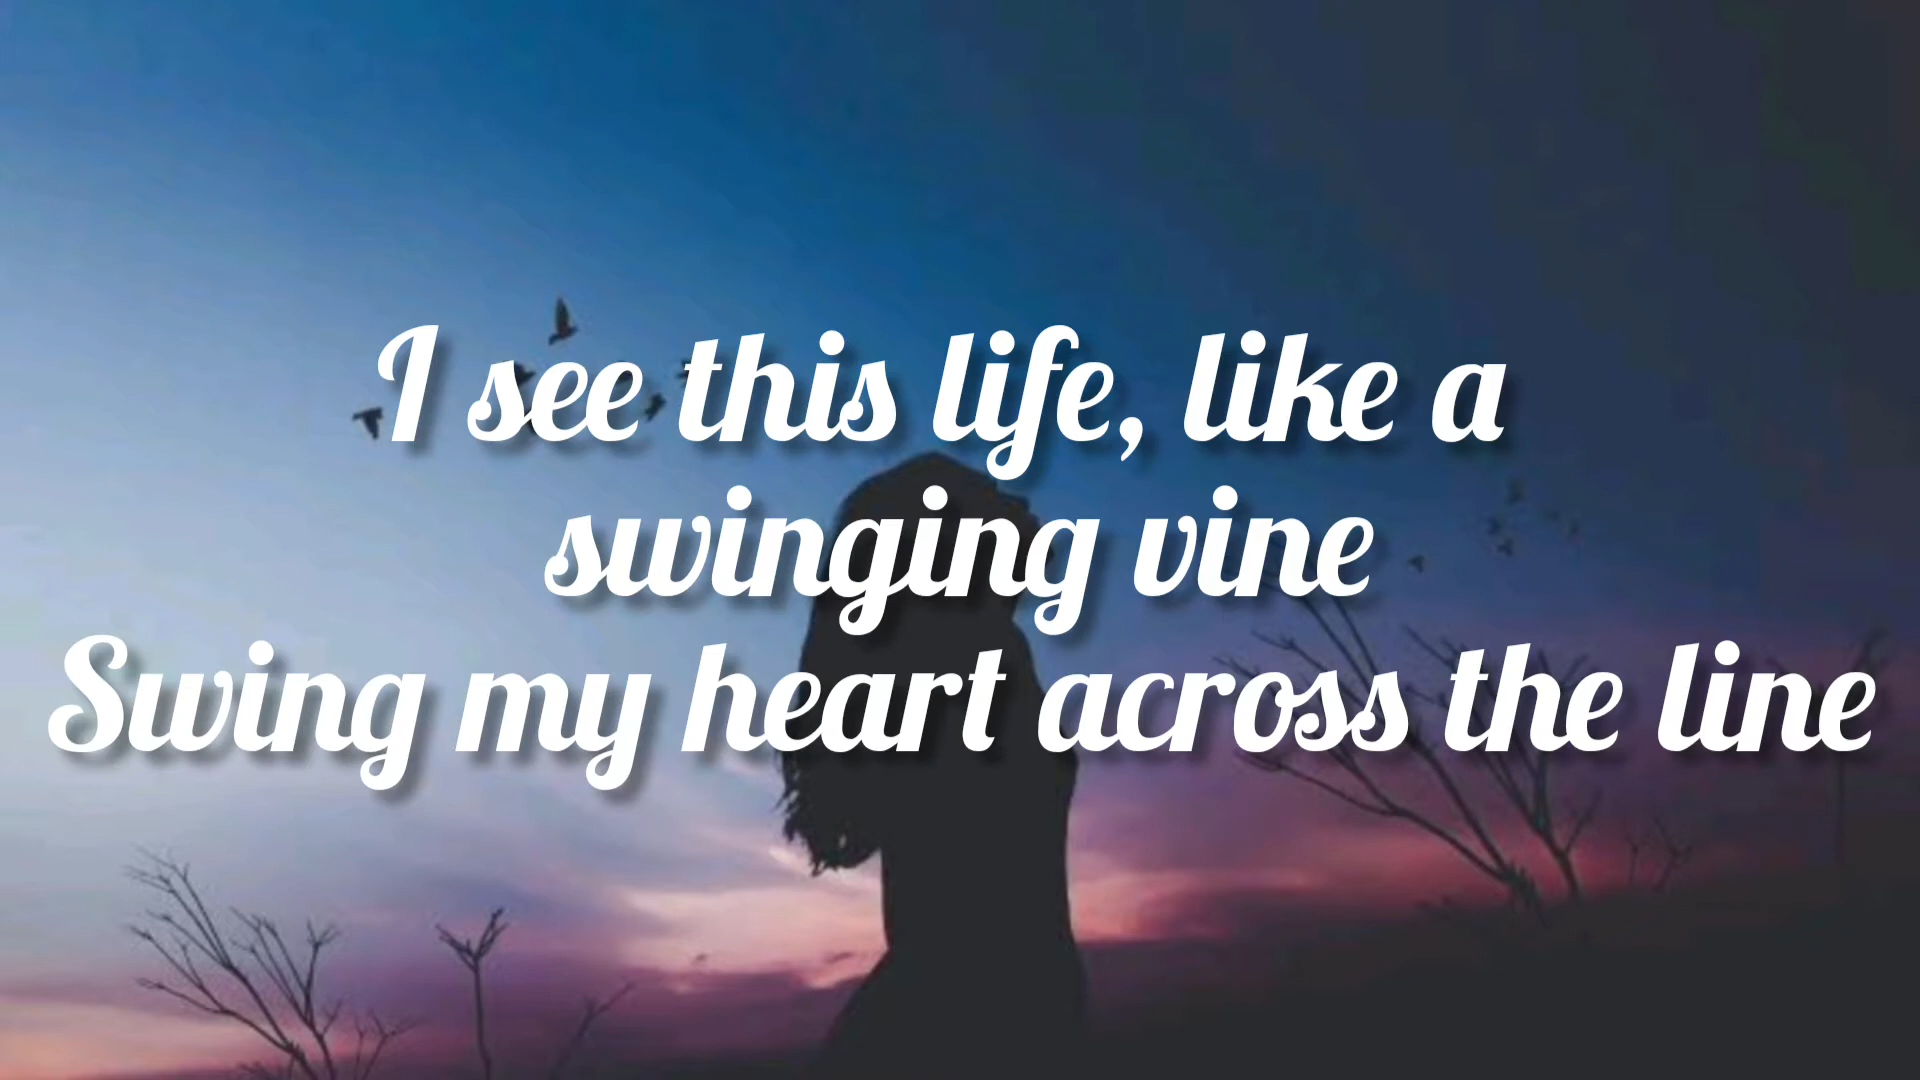 I see this life, like a
swinging vine
Swing my heart across the line